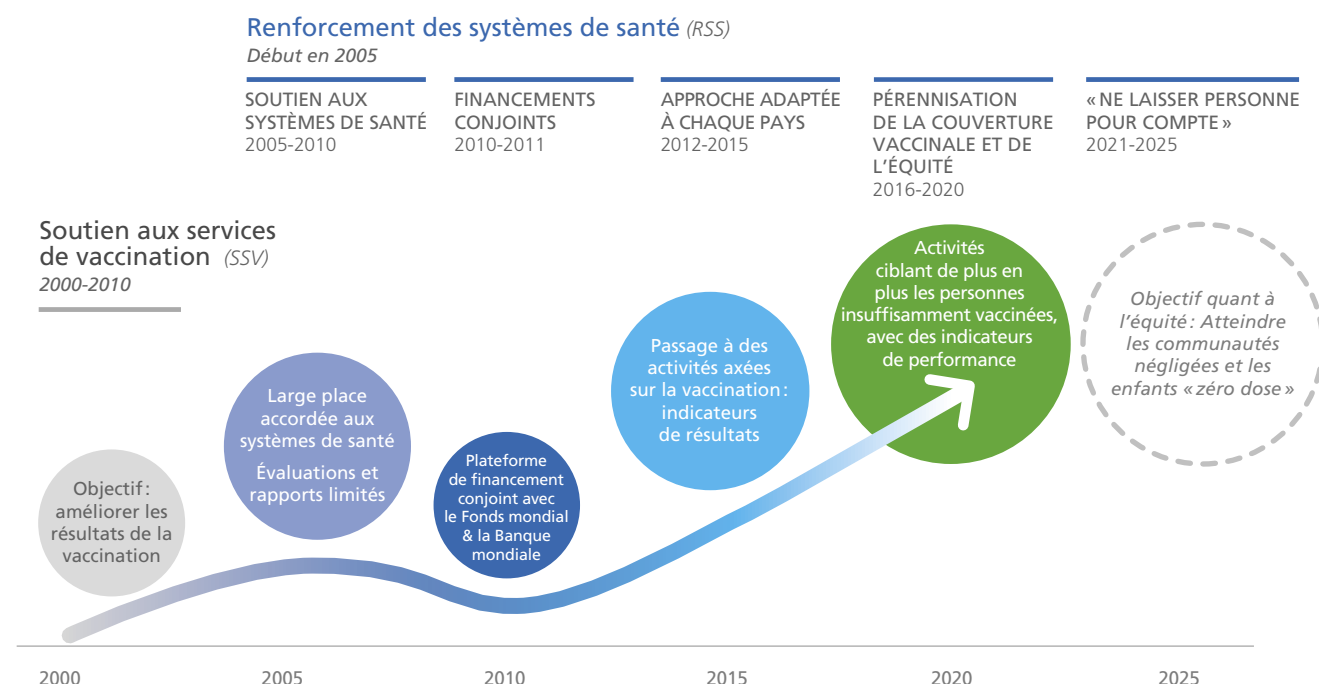 Renforcement des systèmes de santé (RSS)
Début en 2005
SOUTIEN AUX
SYSTÈMES DE SANTÉ
2005-2010
FINANCEMENTS
CONJOINTS
2010-2011
APPROCHE ADAPTÉE
À CHAQUE PAYS
2012-2015
PÉRENNISATION
DE LA COUVERTURE
VACCINALE ET DE
L’ÉQUITÉ
2016-2020
« NE LAISSER PERSONNE
POUR COMPTE »
2021-2025
Soutien aux services
de vaccination (SSV)
2000-2010
Objectif :
améliorer les
résultats de la
vaccination
Large place
accordée aux
systèmes de santé
Évaluations et
rapports limités
Plateforme
de financement
conjoint avec
le Fonds mondial
& la Banque
mondiale
Passage à des
activités axées
sur la vaccination :
indicateurs
de résultats
Activités
ciblant de plus en
plus les personnes
insuffisamment vaccinées,
avec des indicateurs
de performance
Objectif quant à
l’équité : Atteindre
les communautés
négligées et les
enfants « zéro dose »
2000
2005
2010
2015
2020
2025